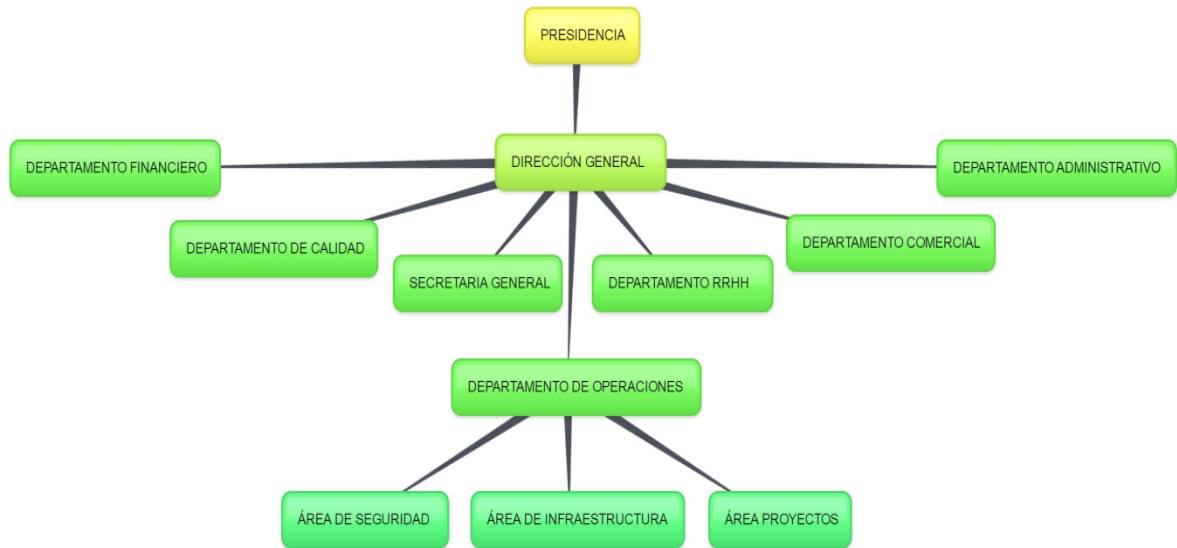 PRESIDENCIA
DIRECCIÓN GENERAL
DEPARTAMENTO FINANCIERO
DEPARTAMENTO ADMINISTRATIVO
DEPARTAMENTO DE CALIDAD
DEPARTAMENTO COMERCIAL
SECRETARIA GENERAL
DEPARTAMENTO RRHH
DEPARTAMENTO DE OPERACIONES
ÁREA DE SEGURIDAD
ÁREA DE INFRAESTRUCTURA
ÁREA PROYECTOS